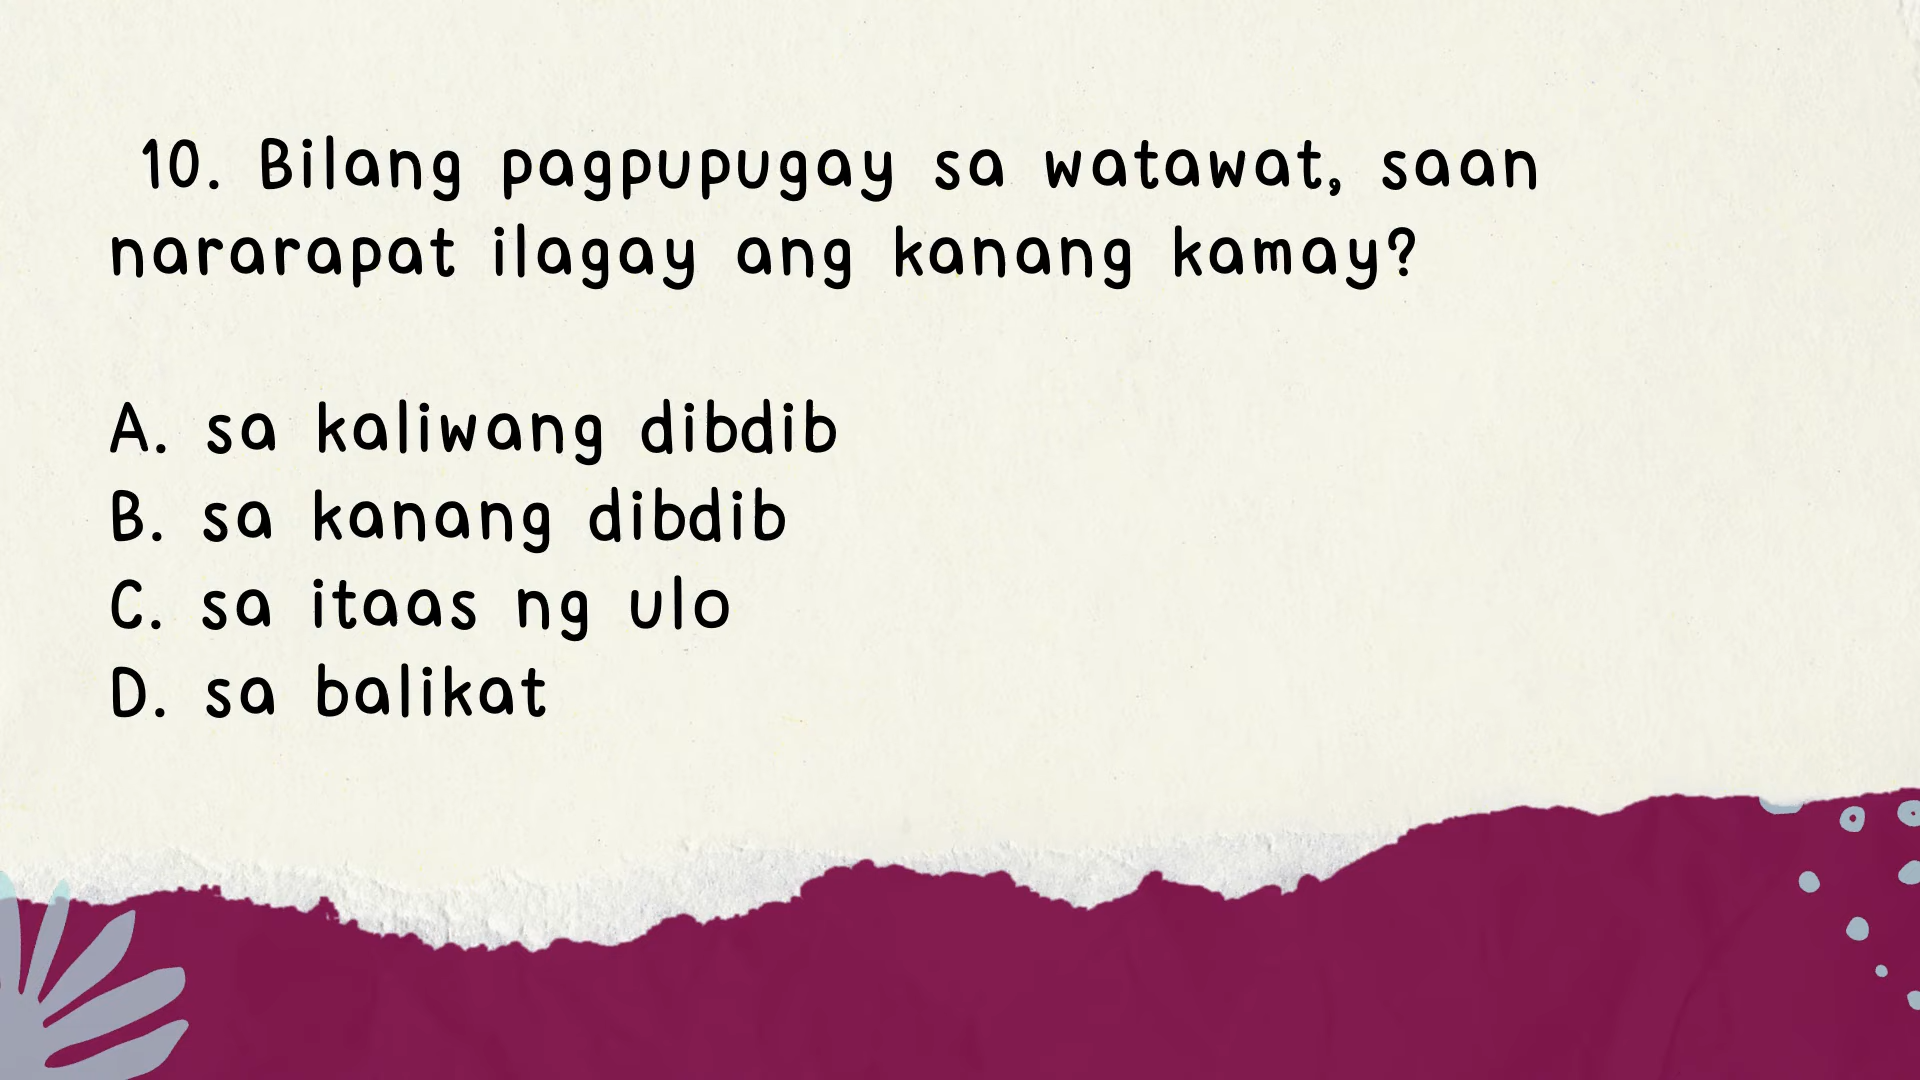 10. Bilang pagpupugay sa watawat, saan
nararapat ilagay ang kanang kamay?
A. sa kaliwang dibdib
B. sa kanang dibdib
C. sa itaas ng ulo
D. sa balikat